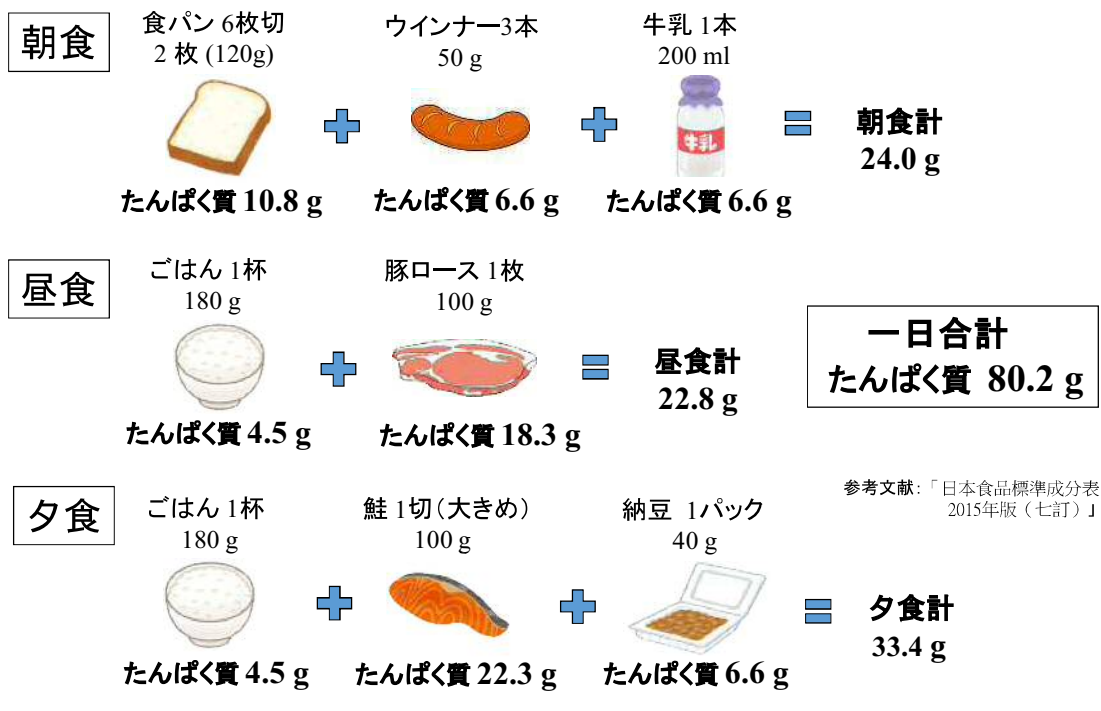 朝食
食パン 6枚切
2 枚 (120g)
たんぱく質 10.8 g
ウインナー3本
50 g
たんぱく質 6.6 g
牛乳 1本
200 ml
牛乳
たんぱく質 6.6 g
朝食計
24.0 g
昼食
ごはん 1杯
180 g
たんぱく質 4.5 g
豚ロース 1枚
100 g
たんぱく質 18.3 g
昼食計
22.8 g
一日合計
たんぱく質 80.2 g
参考文献:「日本食品標準成分表
2015年版(七訂)」
夕食
ごはん 1杯
180 g
たんぱく質 4.5 g
鮭 1切(大きめ)
100 g
たんぱく質 22.3 g
納豆 1パック
40 g
たんぱく質 6.6 g
夕食計
33.4 g